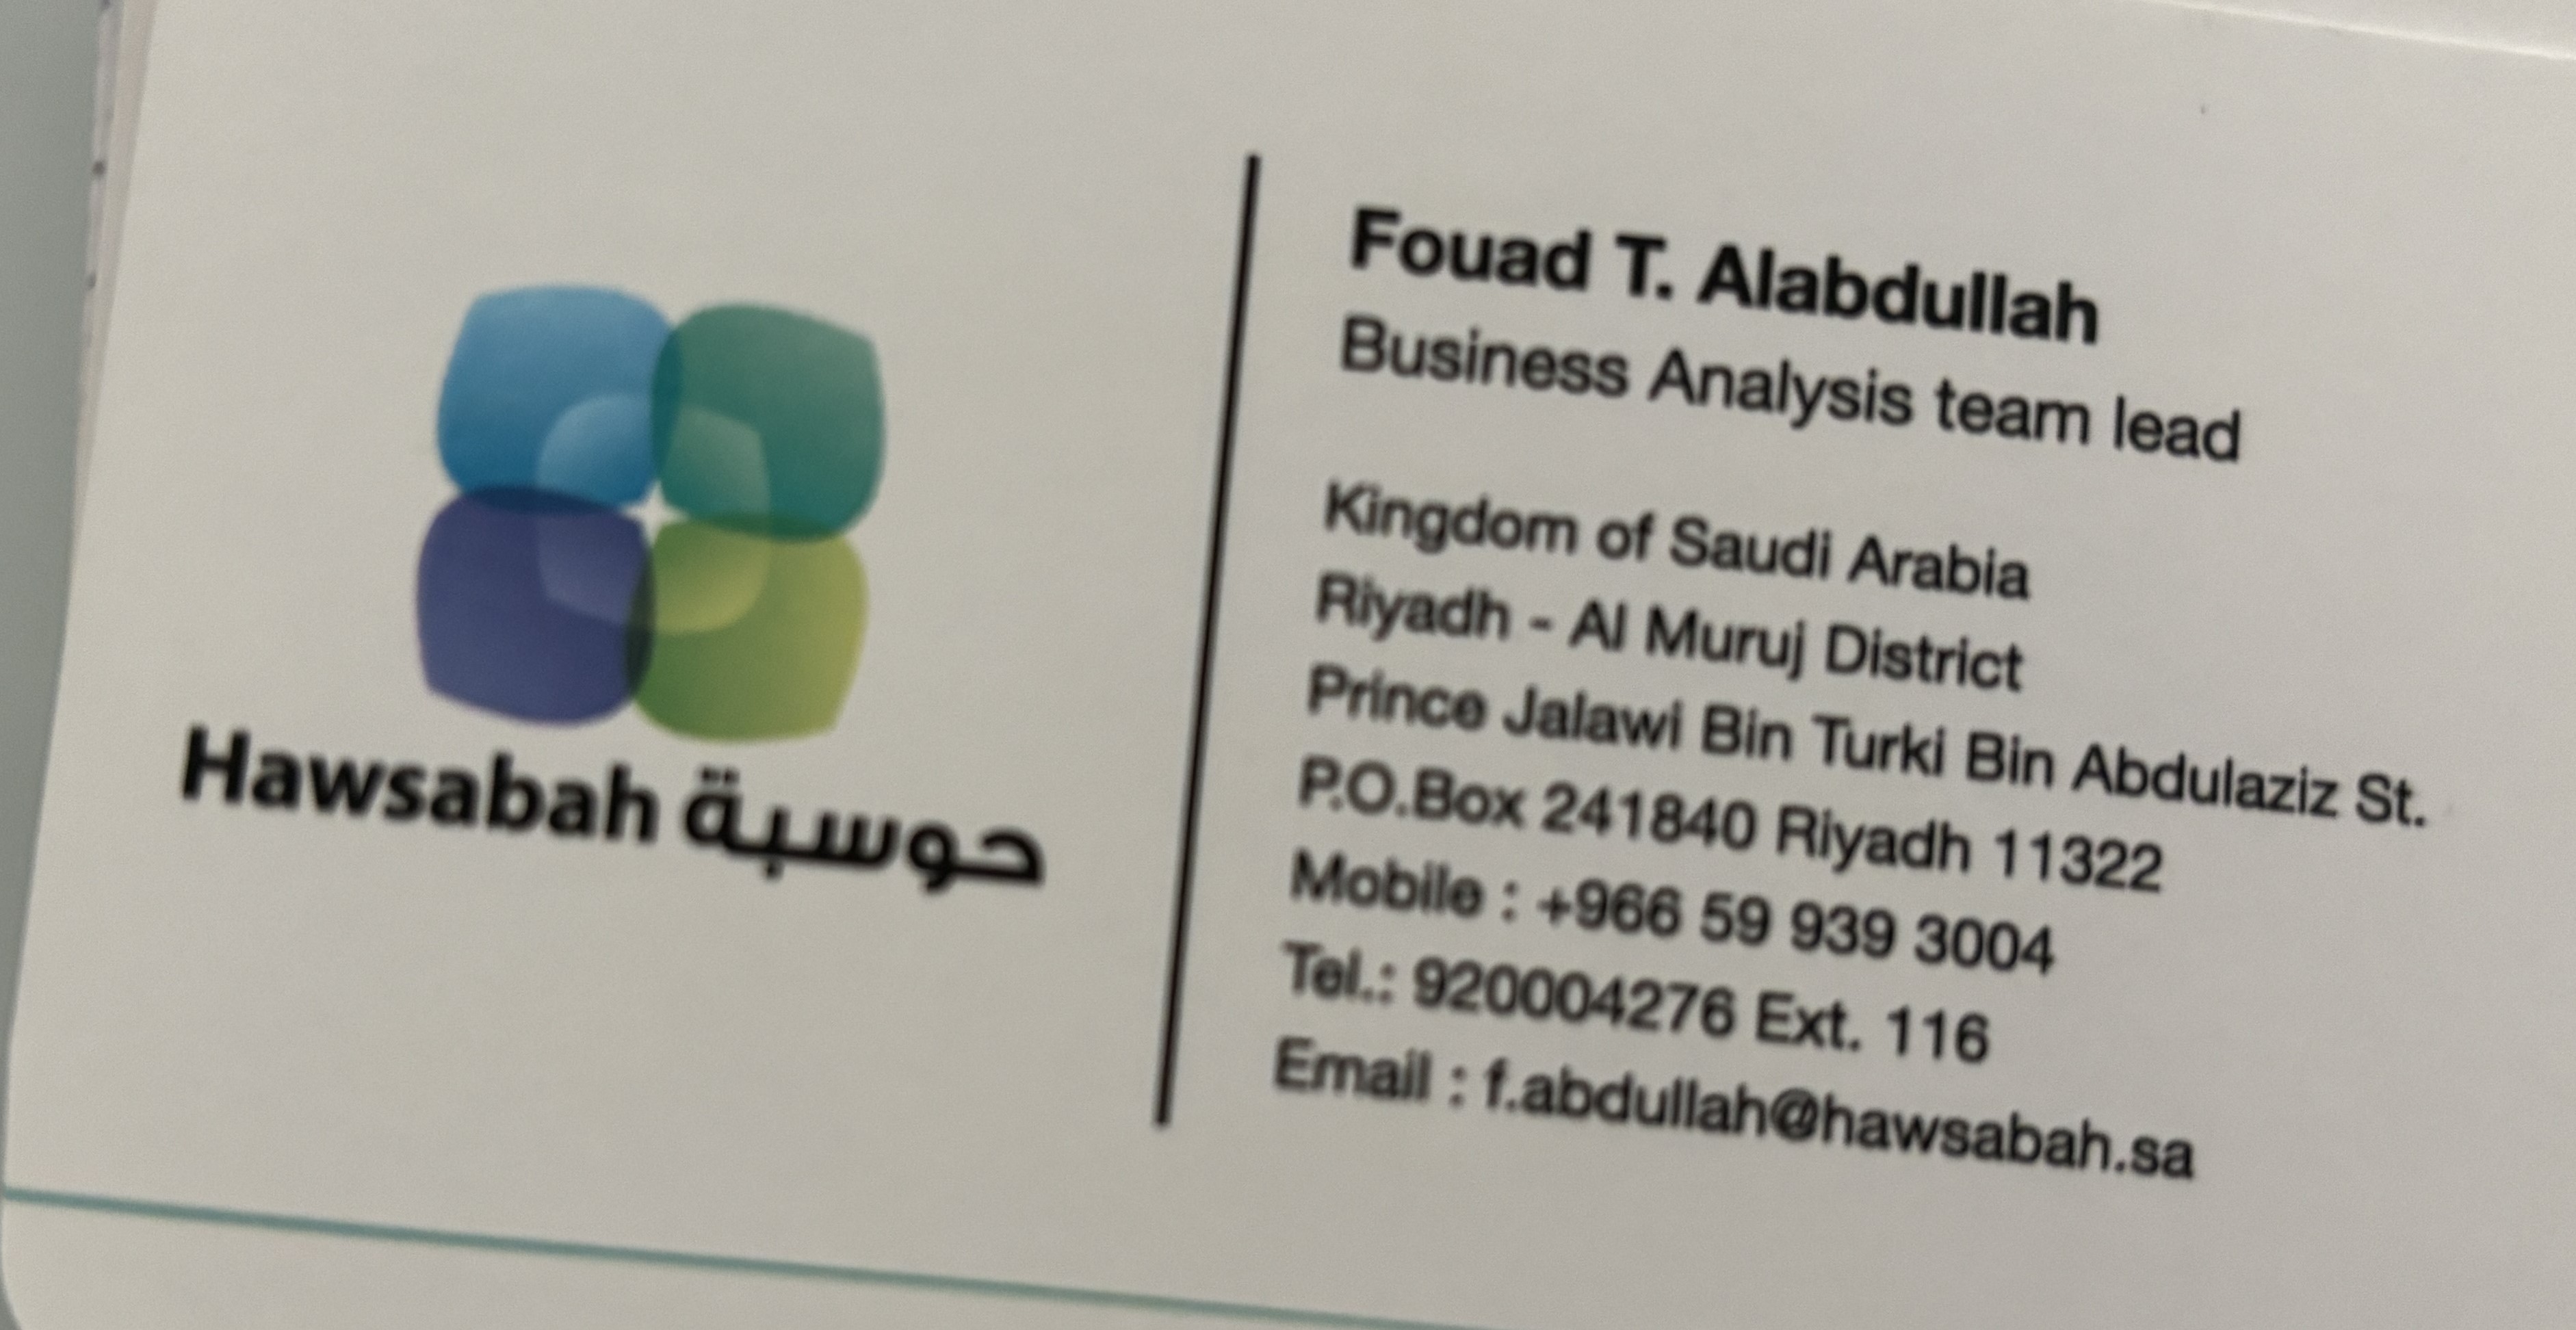 Hawsabah حوسبة
Fouad T. Alabdullah
Business Analysis team lead
Kingdom of Saudi Arabia
Riyadh - Al Muruj District
Prince Jalawi Bin Turki Bin Abdulaziz St.
P.O.Box 241840 Riyadh 11322
Mobile : +966 59 939 3004
Tel.: 920004276 Ext. 116
Email : f.abdullah@hawsabah.sa